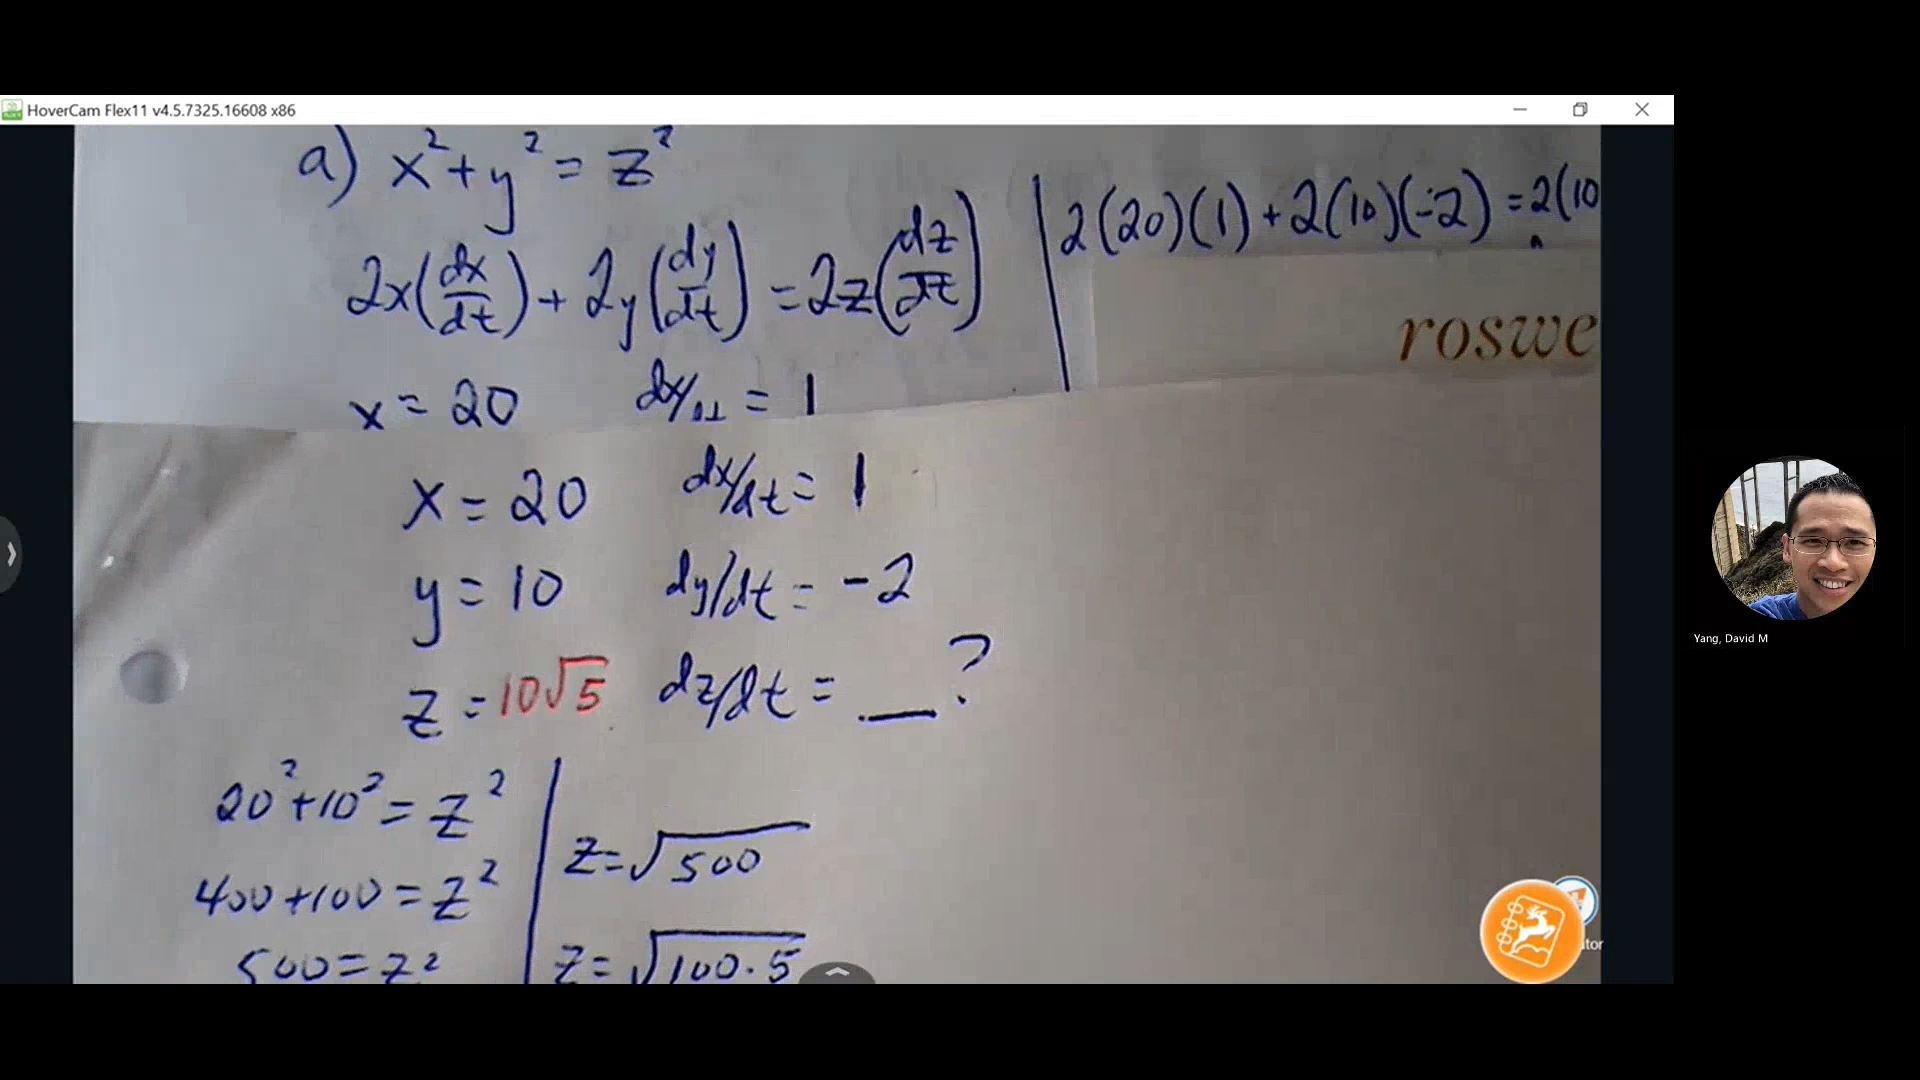 HoverCam Flex11 v4.5.7325.16608 x86
a) x² + y² = z²
2x(dx/dt) + 2y(dy/dt) = 2z(dz/dt)
2(20)(1) + 2(10)(-2) = 2(10
roswe
x = 20 dx/dt = 1
x = 20 dx/dt = 1
y = 10 dy/dt = -2
z = 10√5 dz/dt = __ ?
20² + 10² = z²
400 + 100 = z²
500 = z²
z = √500
z = √100·5
tor
Yang, David M